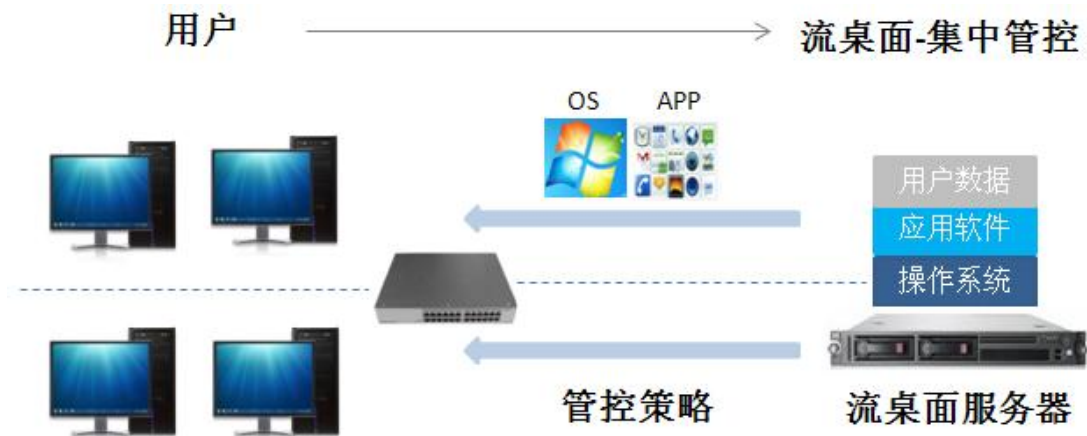 用户
流桌面-集中管控
OS
APP
用户数据
应用软件
操作系统
管控策略
流桌面服务器